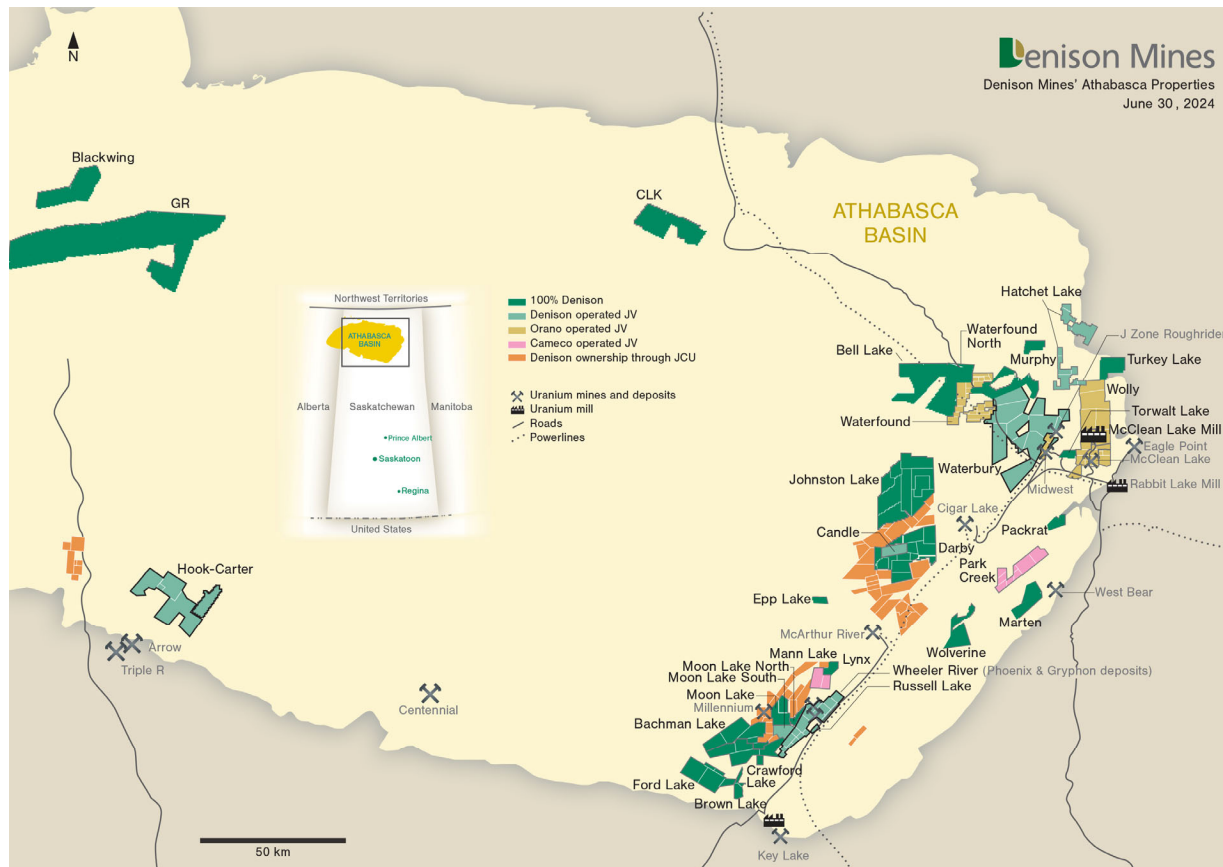 N
Denison Mines
Denison Mines' Athabasca Properties
June 30, 2024
Blackwing
GR
CLK
ATHABASCA
BASIN
Northwest Territories
ATHABASCA
BASIN
Alberta
Saskatchewan
Manitoba
Prince Albert
Saskatoon
Regina
United States
100% Denison
Denison operated JV
Orano operated JV
Cameco operated JV
Denison ownership through JCU
Uranium mines and deposits
Uranium mill
Roads
Powerlines
Hatchet Lake
J Zone Roughrider
Waterfound
North
Murphy
Bell Lake
Turkey Lake
Wolly
Waterfound
Torwalt Lake
McClean Lake Mill
Eagle Point
McClean Lake
Waterbury
Midwest
Rabbit Lake Mill
Johnston Lake
Cigar Lake
Packrat
Candle
Darby
Park
Creek
Hook-Carter
West Bear
Epp Lake
Marten
McArthur River
Wolverine
Arrow
Triple R
Mann Lake
Lynx
Moon Lake North
Moon Lake South
Wheeler River (Phoenix & Gryphon deposits)
Russell Lake
Moon Lake
Millennium
Centennial
Bachman Lake
Crawford
Lake
Ford Lake
Brown Lake
Key Lake
50 km